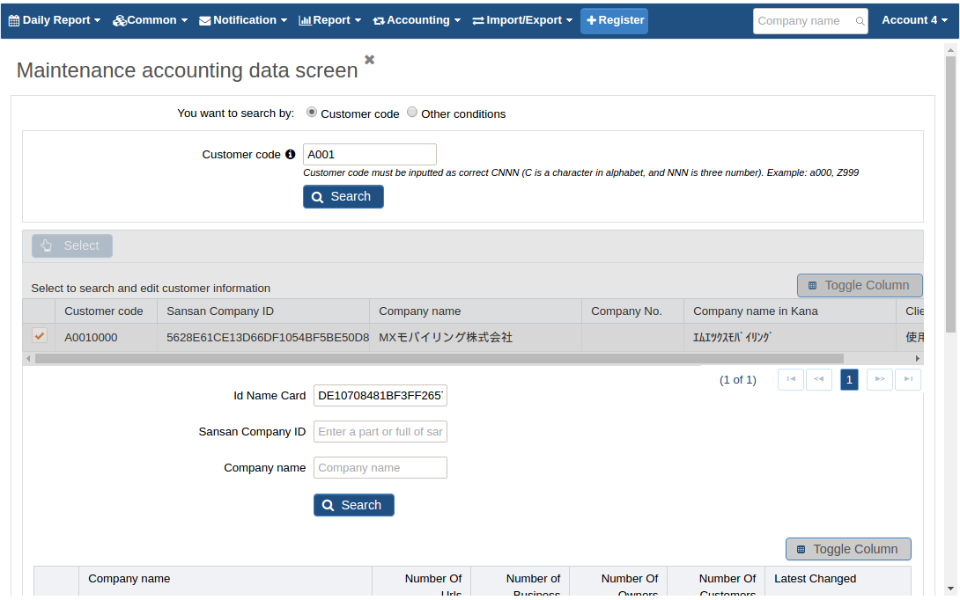 Daily Report Common Notification Report Accounting Import/Export Register Company name Account 4
Maintenance accounting data screen
You want to search by: Customer code Other conditions
Customer code A001
Customer code must be inputted as correct CNNN (C is a character in alphabet, and NNN is three number). Example: a000, Z999
Search
Select
Select to search and edit customer information Toggle Column
Customer code Sansan Company ID Company name Company No. Company name in Kana Clie
A0010000 5628E61CE13D66DF1054BF5BE50D8 MXモバイリング株式会社 ｴﾑｴﾂｸｽﾓﾊﾞｲﾘﾝｸﾞ 使用
(1 of 1) 1
Id Name Card DE10708481BF3FF2657
Sansan Company ID Enter a part or full of san
Company name Company name
Search
Toggle Column
Company name Number Of Number of Number Of Number Of Latest Changed
Urls Business Owners Customers